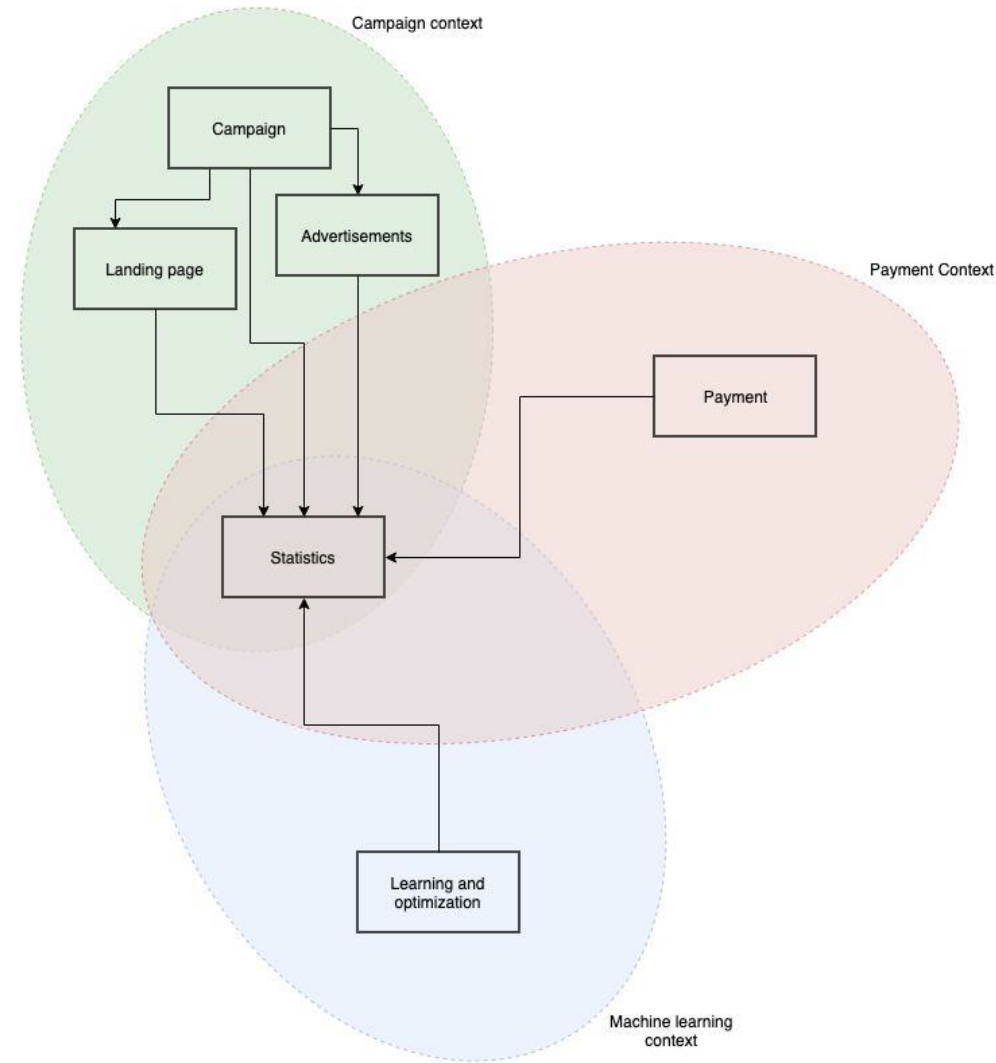 Campaign context
Campaign
Advertisements
Landing page
Payment Context
Payment
Statistics
Learning and
optimization
Machine learning
context